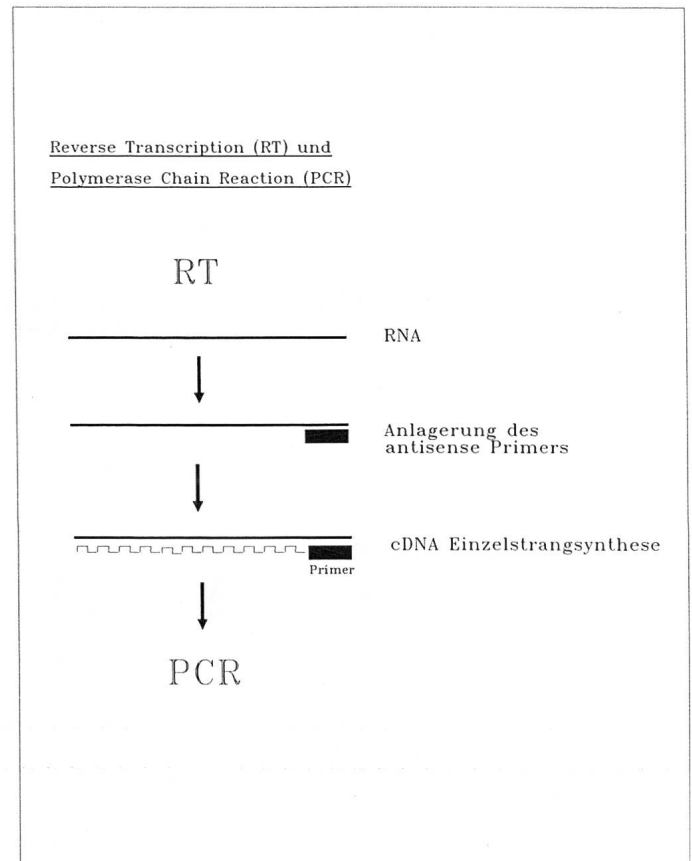 Reverse Transcription (RT) und
Polymerase Chain Reaction (PCR)
RT
RNA
Anlagerung des
antisense Primers
cDNA Einzelstrangsynthese
Primer
PCR